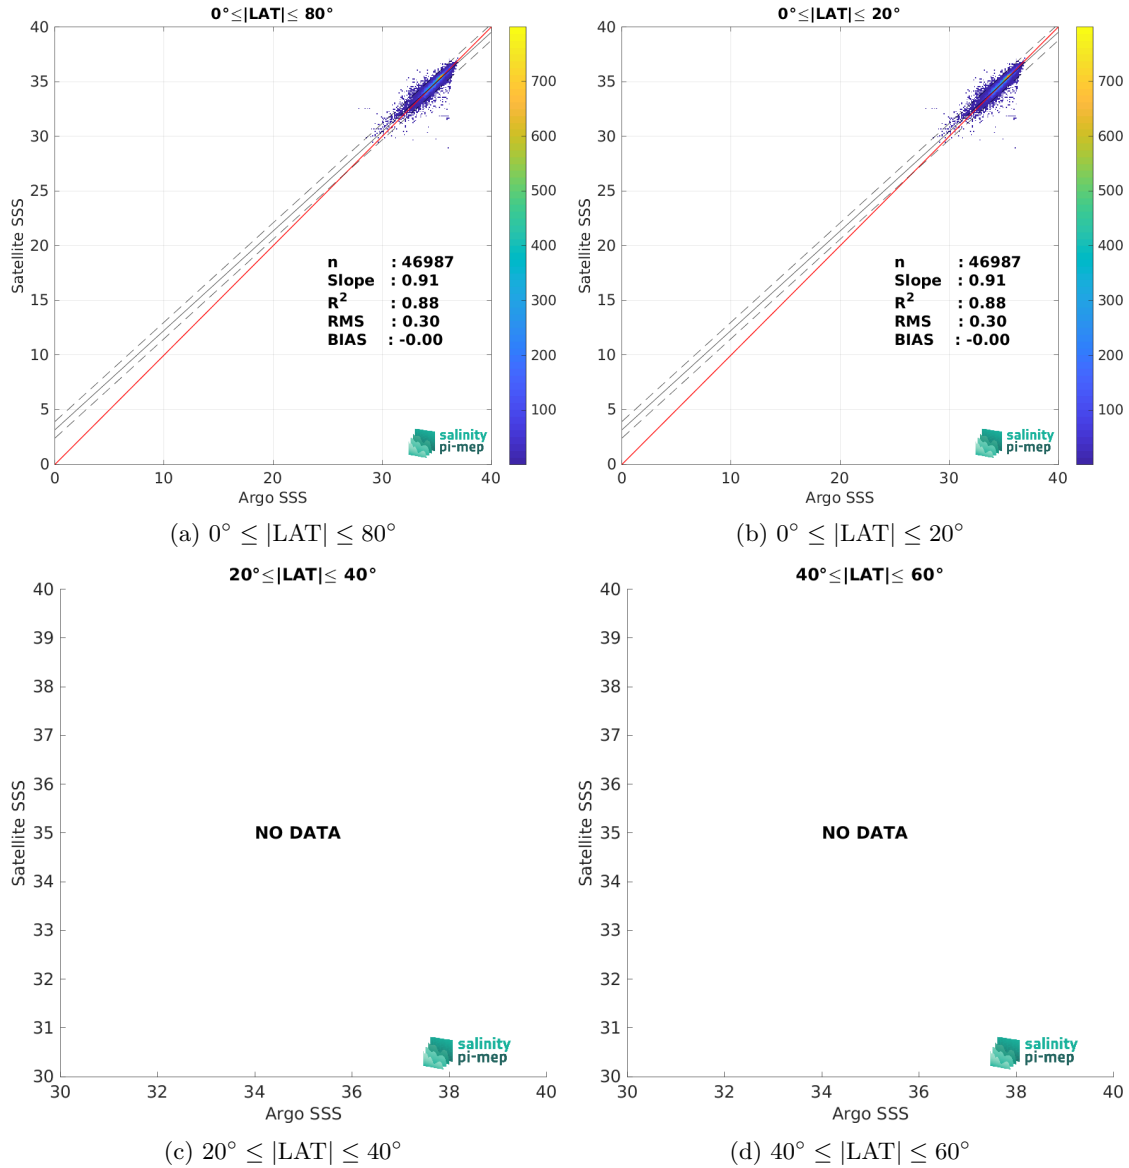 0°≤|LAT|≤ 80°
40
35
30
25
20
15
10
5
0
Satellite SSS
n : 46987
Slope : 0.91
R² : 0.88
RMS : 0.30
BIAS : -0.00
salinity
pi-mep
0 10 20 30 40
Argo SSS
700
600
500
400
300
200
100
(a) 0° ≤ |LAT| ≤ 80°
0°≤|LAT|≤ 20°
40
35
30
25
20
15
10
5
0
Satellite SSS
n : 46987
Slope : 0.91
R² : 0.88
RMS : 0.30
BIAS : -0.00
salinity
pi-mep
0 10 20 30 40
Argo SSS
700
600
500
400
300
200
100
(b) 0° ≤ |LAT| ≤ 20°
20°≤|LAT|≤ 40°
40
39
38
37
36
35
34
33
32
31
30
Satellite SSS
NO DATA
salinity
pi-mep
30 32 34 36 38 40
Argo SSS
(c) 20° ≤ |LAT| ≤ 40°
40°≤|LAT|≤ 60°
40
39
38
37
36
35
34
33
32
31
30
Satellite SSS
NO DATA
salinity
pi-mep
30 32 34 36 38 40
Argo SSS
(d) 40° ≤ |LAT| ≤ 60°